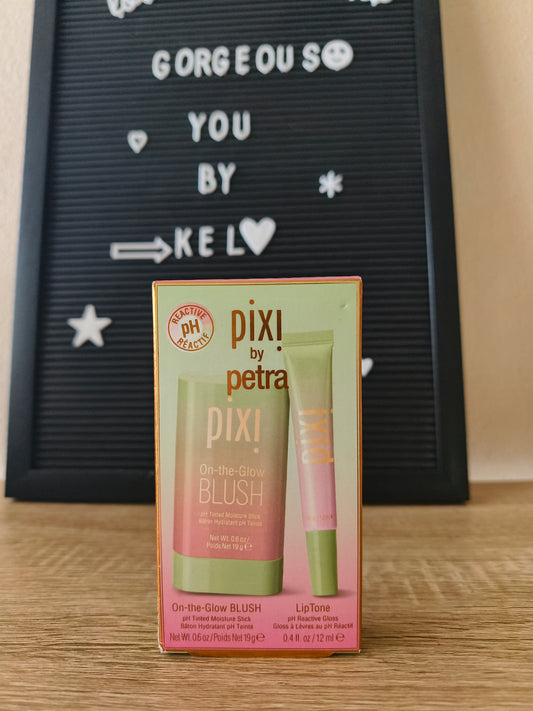 GORGEOUS
YOU
BY
KEL
REACTIVE
pH
RÉACTIF
pixi
by
petra
pixi
On-the-Glow
BLUSH
pH Tinted Moisture Stick
Bâton Hydratant pH Teinté
Net Wt. 0.6 oz/
Poids Net 19 g e
pixi
On-the-Glow BLUSH
pH Tinted Moisture Stick
Bâton Hydratant pH Teinté
Net Wt. 0.6 oz/Poids Net 19g e
LipTone
pH Reactive Gloss
Gloss à Lèvres au pH Réactif
0.4 fl. oz / 12 ml e